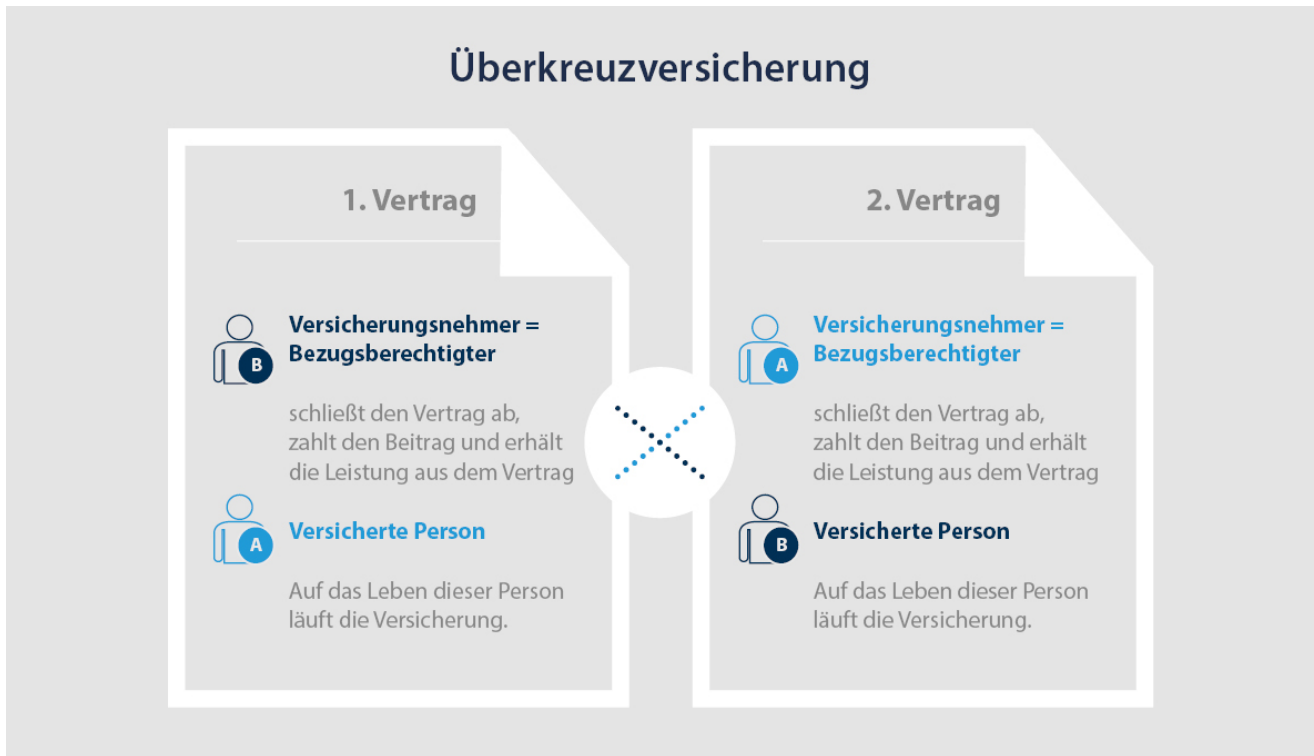 Überkreuzversicherung
1. Vertrag
B
Versicherungsnehmer =
Bezugsberechtigter
schließt den Vertrag ab,
zahlt den Beitrag und erhält
die Leistung aus dem Vertrag
A
Versicherte Person
Auf das Leben dieser Person
läuft die Versicherung.
2. Vertrag
A
Versicherungsnehmer =
Bezugsberechtigter
schließt den Vertrag ab,
zahlt den Beitrag und erhält
die Leistung aus dem Vertrag
B
Versicherte Person
Auf das Leben dieser Person
läuft die Versicherung.